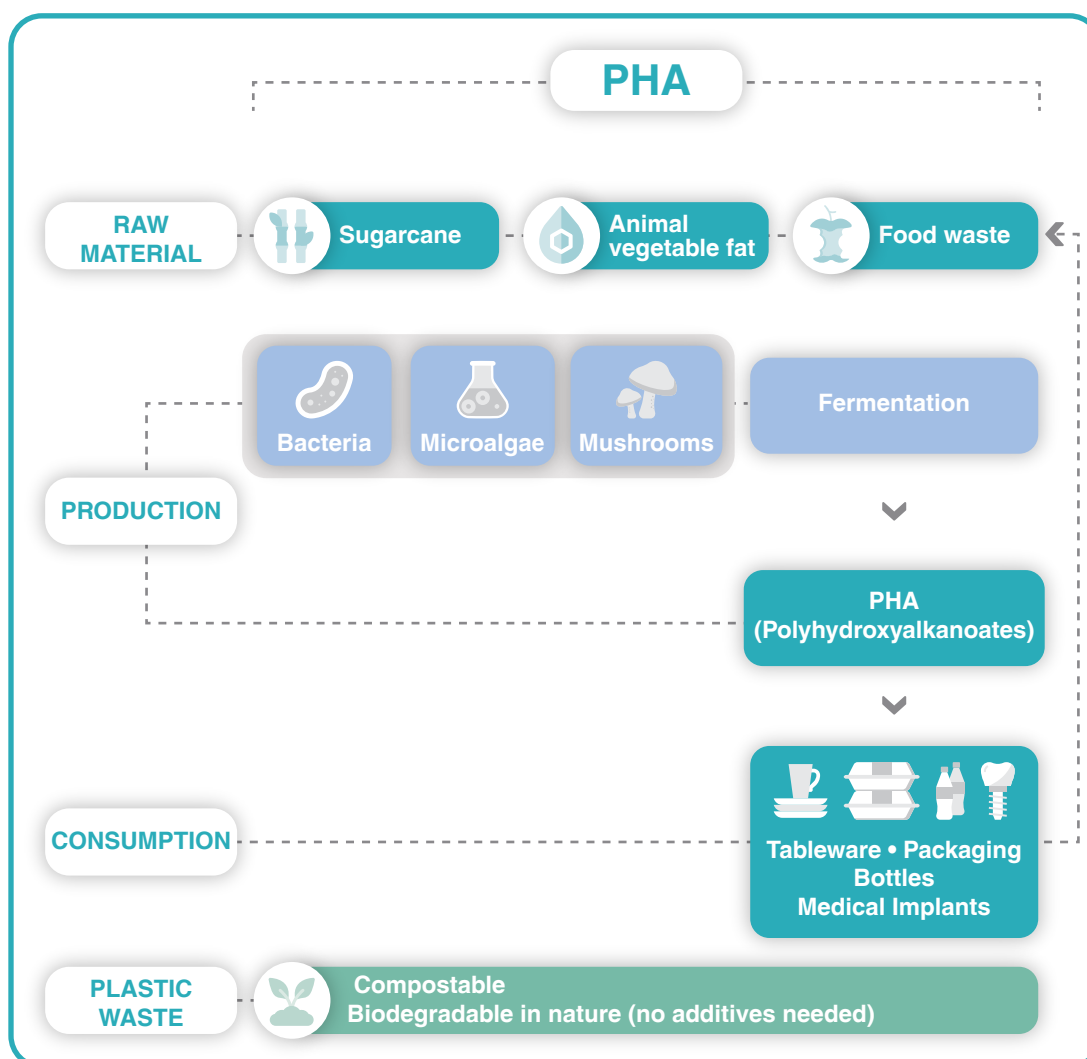 PHA
RAW
MATERIAL
Sugarcane
Animal
vegetable fat
Food waste
Bacteria
Microalgae
Mushrooms
Fermentation
PRODUCTION
PHA
(Polyhydroxyalkanoates)
CONSUMPTION
Tableware • Packaging
Bottles
Medical Implants
PLASTIC
WASTE
Compostable
Biodegradable in nature (no additives needed)